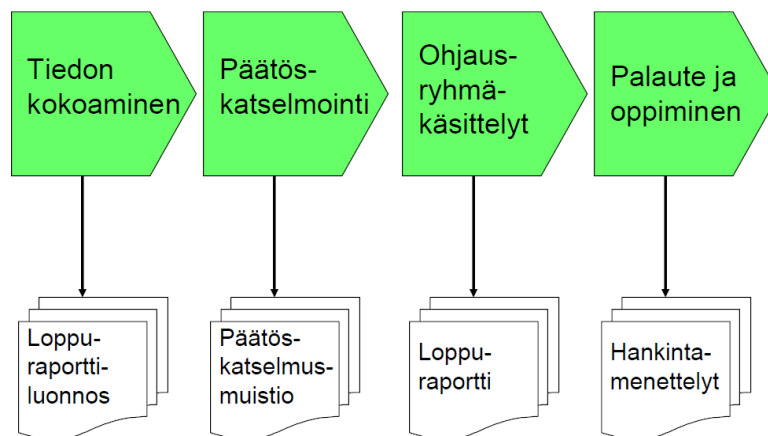 Tiedon
kokoaminen
Päätös-
katselmointi
Ohjaus-
ryhmä-
käsittelyt
Palaute ja
oppiminen
Loppu-
raportti-
luonnos
Päätös-
katselmus-
muistio
Loppu-
raportti
Hankinta-
menettelyt